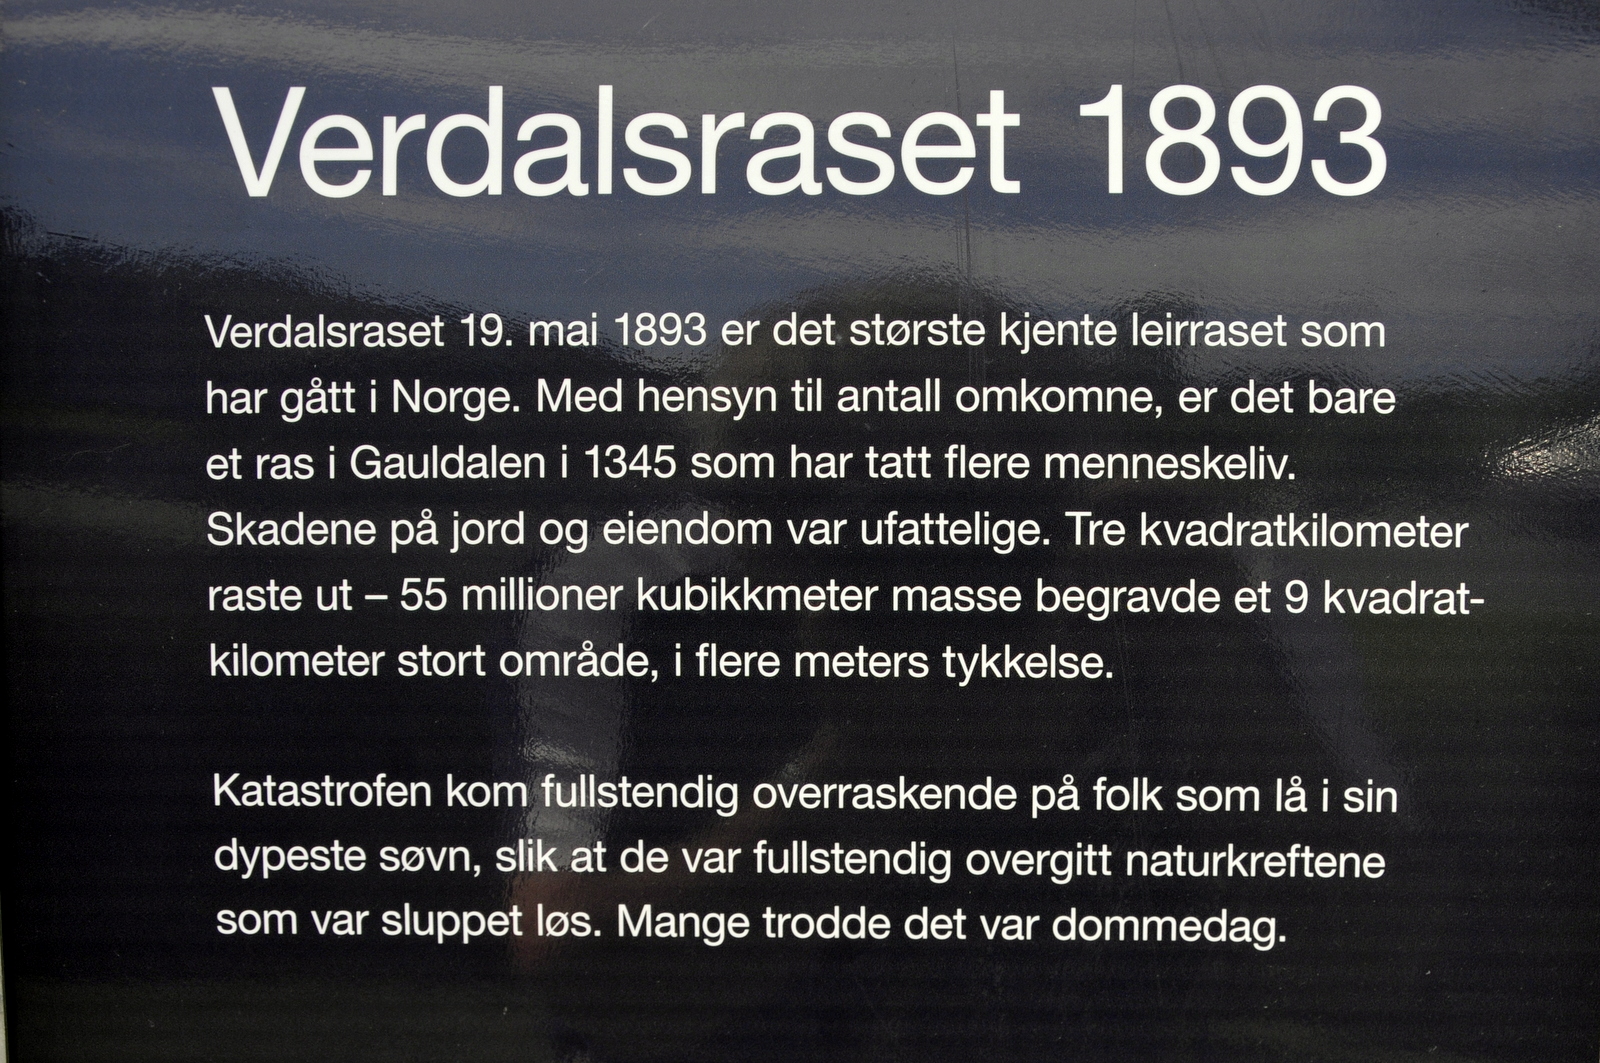 Verdalsraset 1893
Verdalsraset 19. mai 1893 er det største kjente leirraset som
har gått i Norge. Med hensyn til antall omkomne, er det bare
et ras i Gauldalen i 1345 som har tatt flere menneskeliv.
Skadene på jord og eiendom var ufattelige. Tre kvadratkilometer
raste ut – 55 millioner kubikkmeter masse begravde et 9 kvadrat-
kilometer stort område, i flere meters tykkelse.
Katastrofen kom fullstendig overraskende på folk som lå i sin
dypeste søvn, slik at de var fullstendig overgitt naturkreftene
som var sluppet løs. Mange trodde det var dommedag.